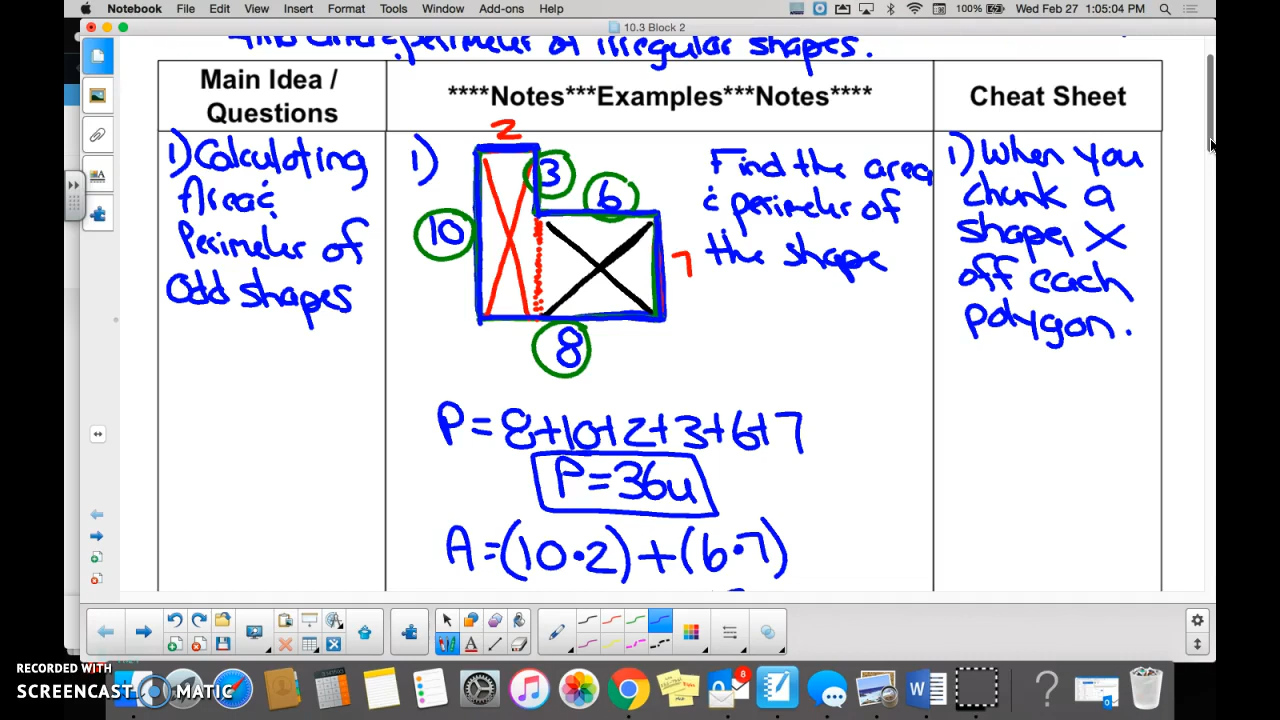 Notebook File Edit View Insert Format Tools Window Add-ons Help 100% Wed Feb 27 1:05:04 PM
10.3 Block 2
perimeter of irregular shapes.
Main Idea / Questions
****Notes***Examples***Notes****
Cheat Sheet
1) Calculating
Area &
Perimeter of
Odd shapes
1)
2
3
6
10
7
8
Find the area
& perimeter of
the shape
P=8+10+2+3+6+7
P=36u
A=(10•2)+(6•7)
1) When you
chunk a
shape, X
off each
polygon.
8
RECORDED WITH
SCREENCAST MATIC